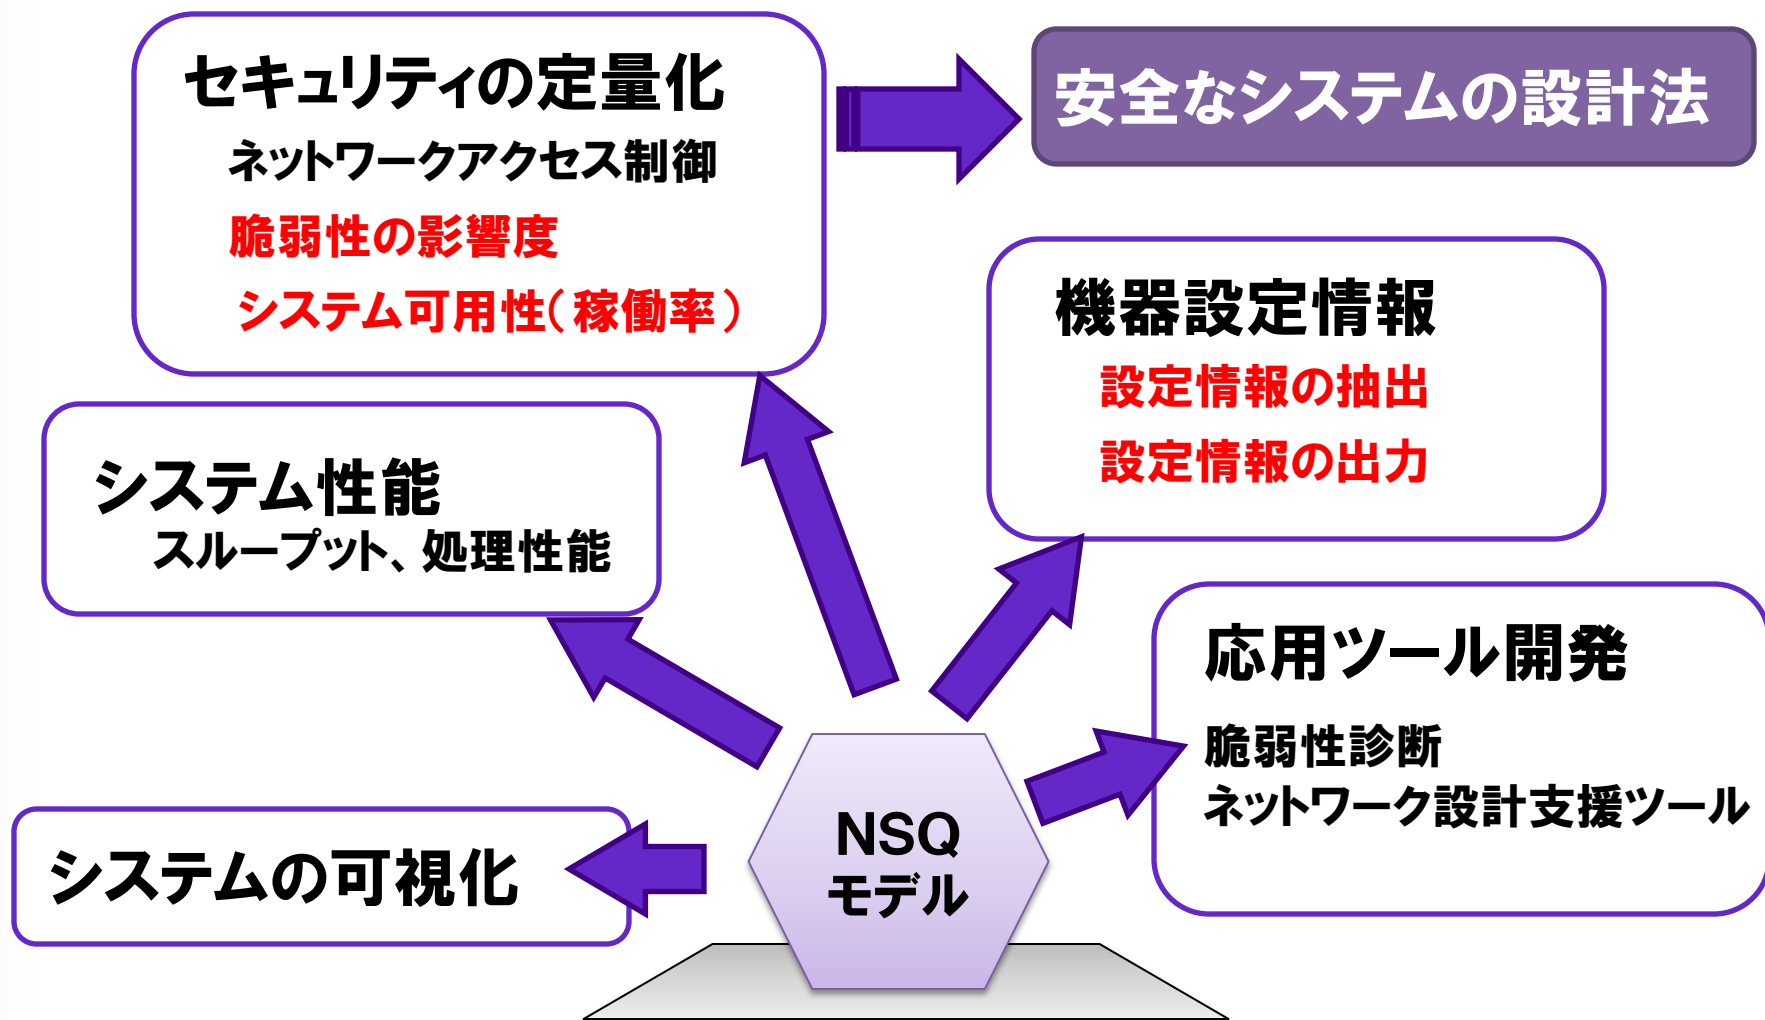 セキュリティの定量化
ネットワークアクセス制御
脆弱性の影響度
システム可用性(稼働率)
安全なシステムの設計法
機器設定情報
設定情報の抽出
設定情報の出力
システム性能
スループット、処理性能
応用ツール開発
脆弱性診断
ネットワーク設計支援ツール
システムの可視化
NSQ
モデル